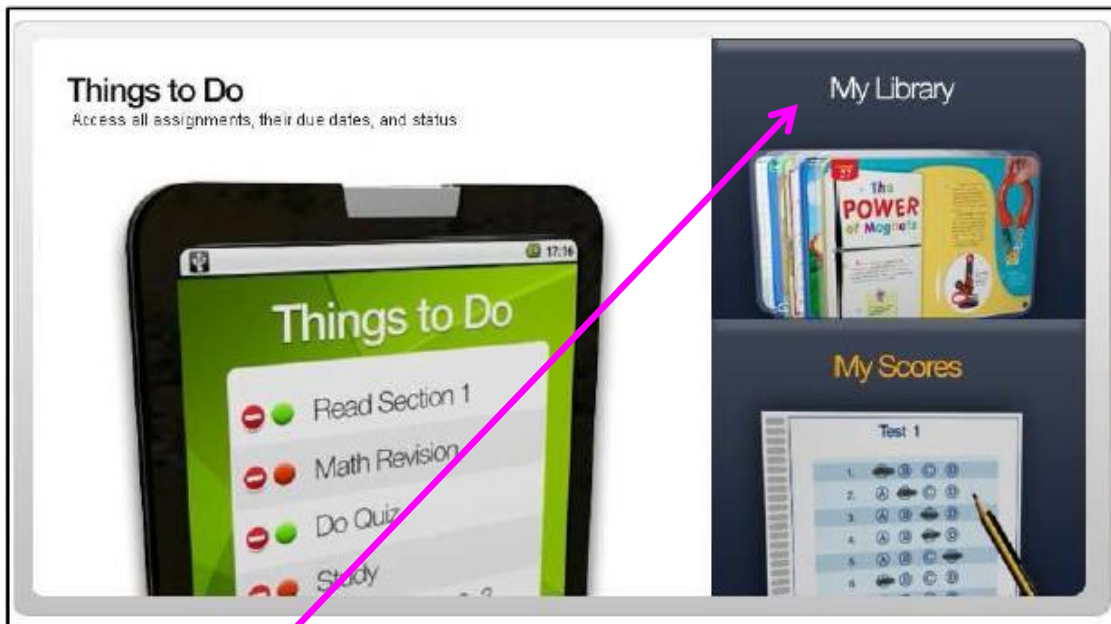 Things to Do
Access all assignments, their due dates, and status
17:16
Things to Do
Read Section 1
Math Revision
Do Quiz
Study
My Library
The
POWER
of Magnets
My Scores
Test 1
1. B C D
2. A C D
3. A B D
4. A B D
5. A B C
6. B C D